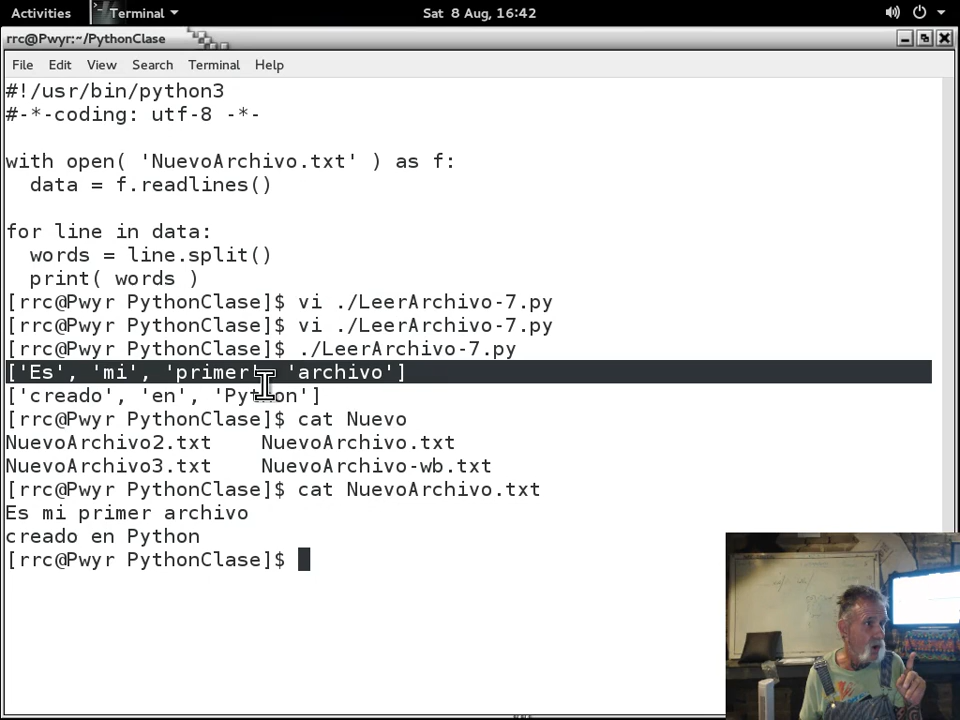 Activities Terminal Sat 8 Aug, 16:42
rrc@Pwyr:~/PythonClase
File Edit View Search Terminal Help
#!/usr/bin/python3
#-*-coding: utf-8 -*-
with open( 'NuevoArchivo.txt' ) as f:
  data = f.readlines()
for line in data:
  words = line.split()
  print( words )
[rrc@Pwyr PythonClase]$ vi ./LeerArchivo-7.py
[rrc@Pwyr PythonClase]$ vi ./LeerArchivo-7.py
[rrc@Pwyr PythonClase]$ ./LeerArchivo-7.py
['Es', 'mi', 'primer', 'archivo']
['creado', 'en', 'Python']
[rrc@Pwyr PythonClase]$ cat Nuevo
NuevoArchivo2.txt    NuevoArchivo.txt
NuevoArchivo3.txt    NuevoArchivo-wb.txt
[rrc@Pwyr PythonClase]$ cat NuevoArchivo.txt
Es mi primer archivo
creado en Python
[rrc@Pwyr PythonClase]$